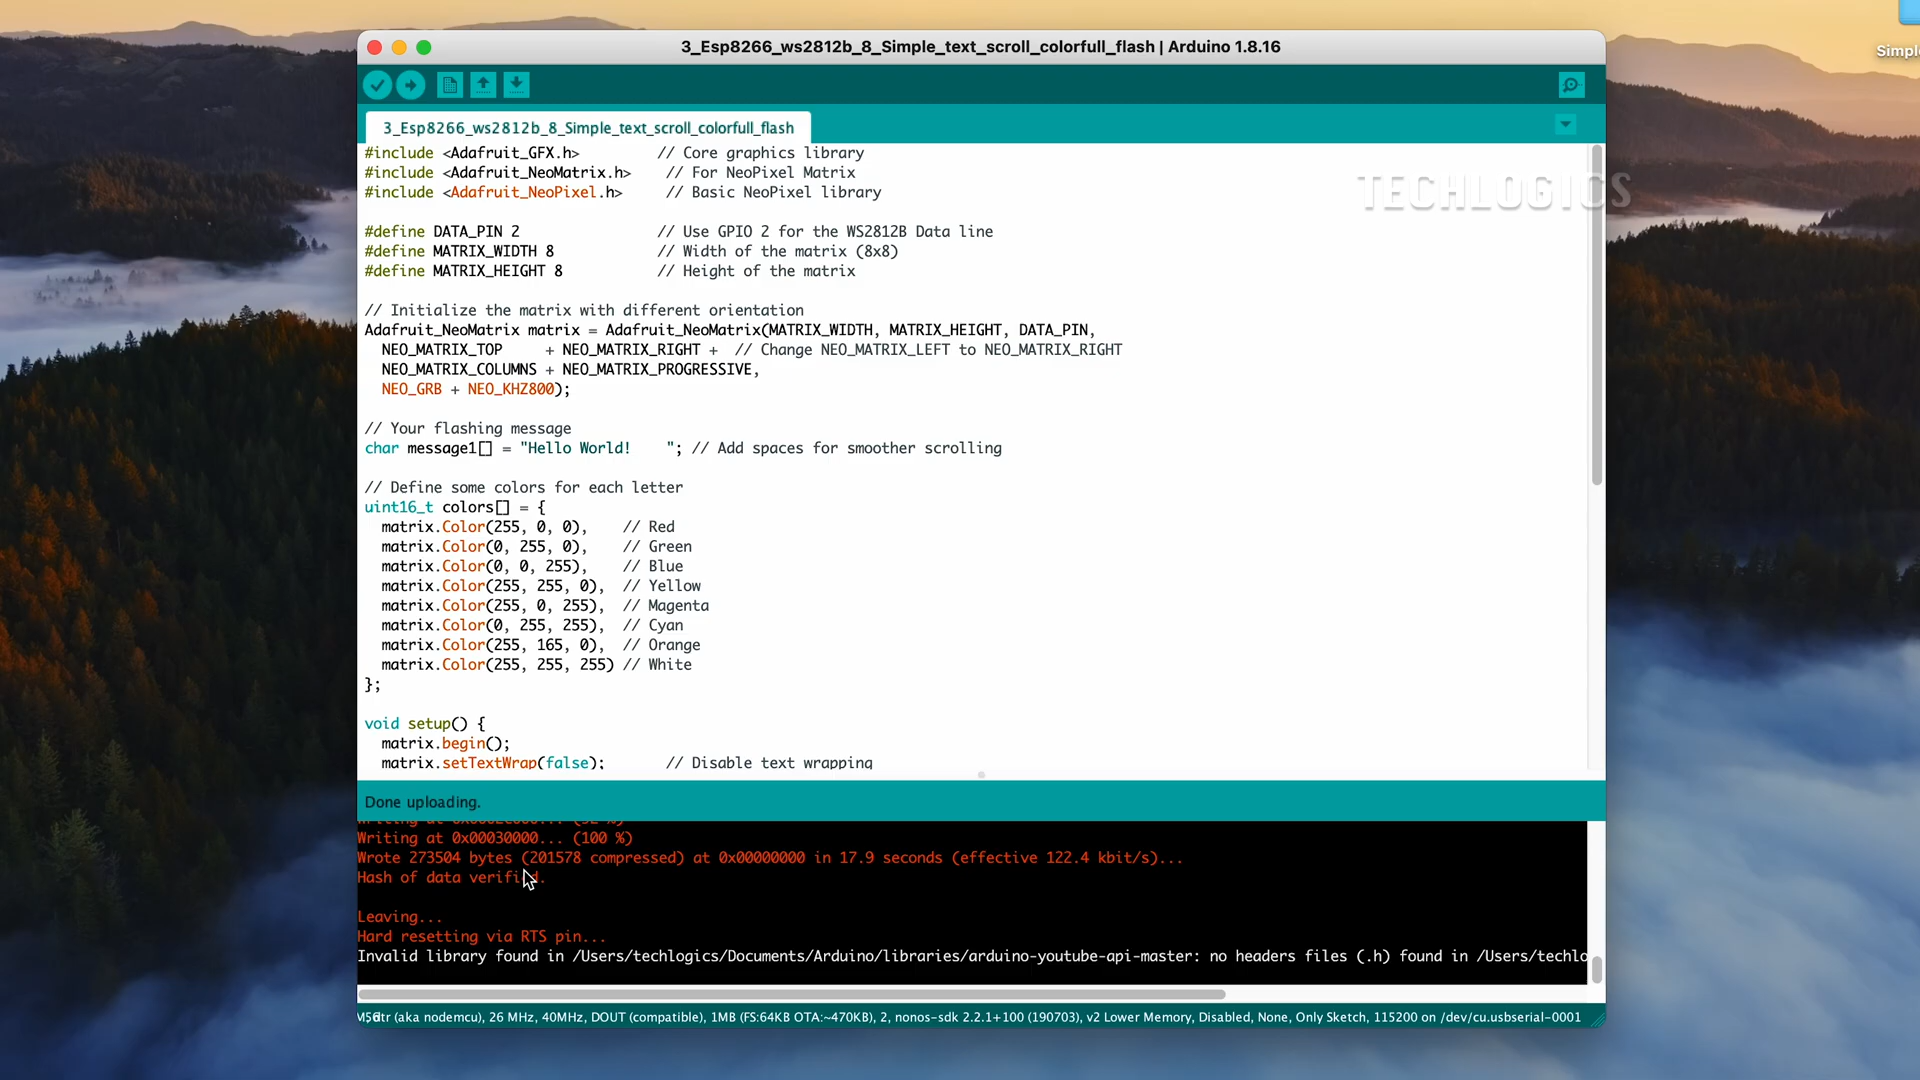 Simple
3_Esp8266_ws2812b_8_Simple_text_scroll_colorfull_flash | Arduino 1.8.16
3_Esp8266_ws2812b_8_Simple_text_scroll_colorfull_flash
TECHLOGICS
#include <Adafruit_GFX.h>         // Core graphics library
#include <Adafruit_NeoMatrix.h>    // For NeoPixel Matrix
#include <Adafruit_NeoPixel.h>     // Basic NeoPixel library
#define DATA_PIN 2                // Use GPIO 2 for the WS2812B Data line
#define MATRIX_WIDTH 8            // Width of the matrix (8x8)
#define MATRIX_HEIGHT 8           // Height of the matrix
// Initialize the matrix with different orientation
Adafruit_NeoMatrix matrix = Adafruit_NeoMatrix(MATRIX_WIDTH, MATRIX_HEIGHT, DATA_PIN,
  NEO_MATRIX_TOP     + NEO_MATRIX_RIGHT +  // Change NEO_MATRIX_LEFT to NEO_MATRIX_RIGHT
  NEO_MATRIX_COLUMNS + NEO_MATRIX_PROGRESSIVE,
  NEO_GRB + NEO_KHZ800);
// Your flashing message
char message1[] = "Hello World!    "; // Add spaces for smoother scrolling
// Define some colors for each letter
uint16_t colors[] = {
  matrix.Color(255, 0, 0),    // Red
  matrix.Color(0, 255, 0),    // Green
  matrix.Color(0, 0, 255),    // Blue
  matrix.Color(255, 255, 0),  // Yellow
  matrix.Color(255, 0, 255),  // Magenta
  matrix.Color(0, 255, 255),  // Cyan
  matrix.Color(255, 165, 0),  // Orange
  matrix.Color(255, 255, 255) // White
};
void setup() {
  matrix.begin();
  matrix.setTextWrap(false);       // Disable text wrapping
Done uploading.
Writing at 0x00030000... (100 %)
Wrote 273504 bytes (201578 compressed) at 0x00000000 in 17.9 seconds (effective 122.4 kbit/s)...
Hash of data verified.
Leaving...
Hard resetting via RTS pin...
Invalid library found in /Users/techlogics/Documents/Arduino/libraries/arduino-youtube-api-master: no headers files (.h) found in /Users/techlo
(aka nodemcu), 26 MHz, 40MHz, DOUT (compatible), 1MB (FS:64KB OTA:~470KB), 2, nonos-sdk 2.2.1+100 (190703), v2 Lower Memory, Disabled, None, Only Sketch, 115200 on /dev/cu.usbserial-0001